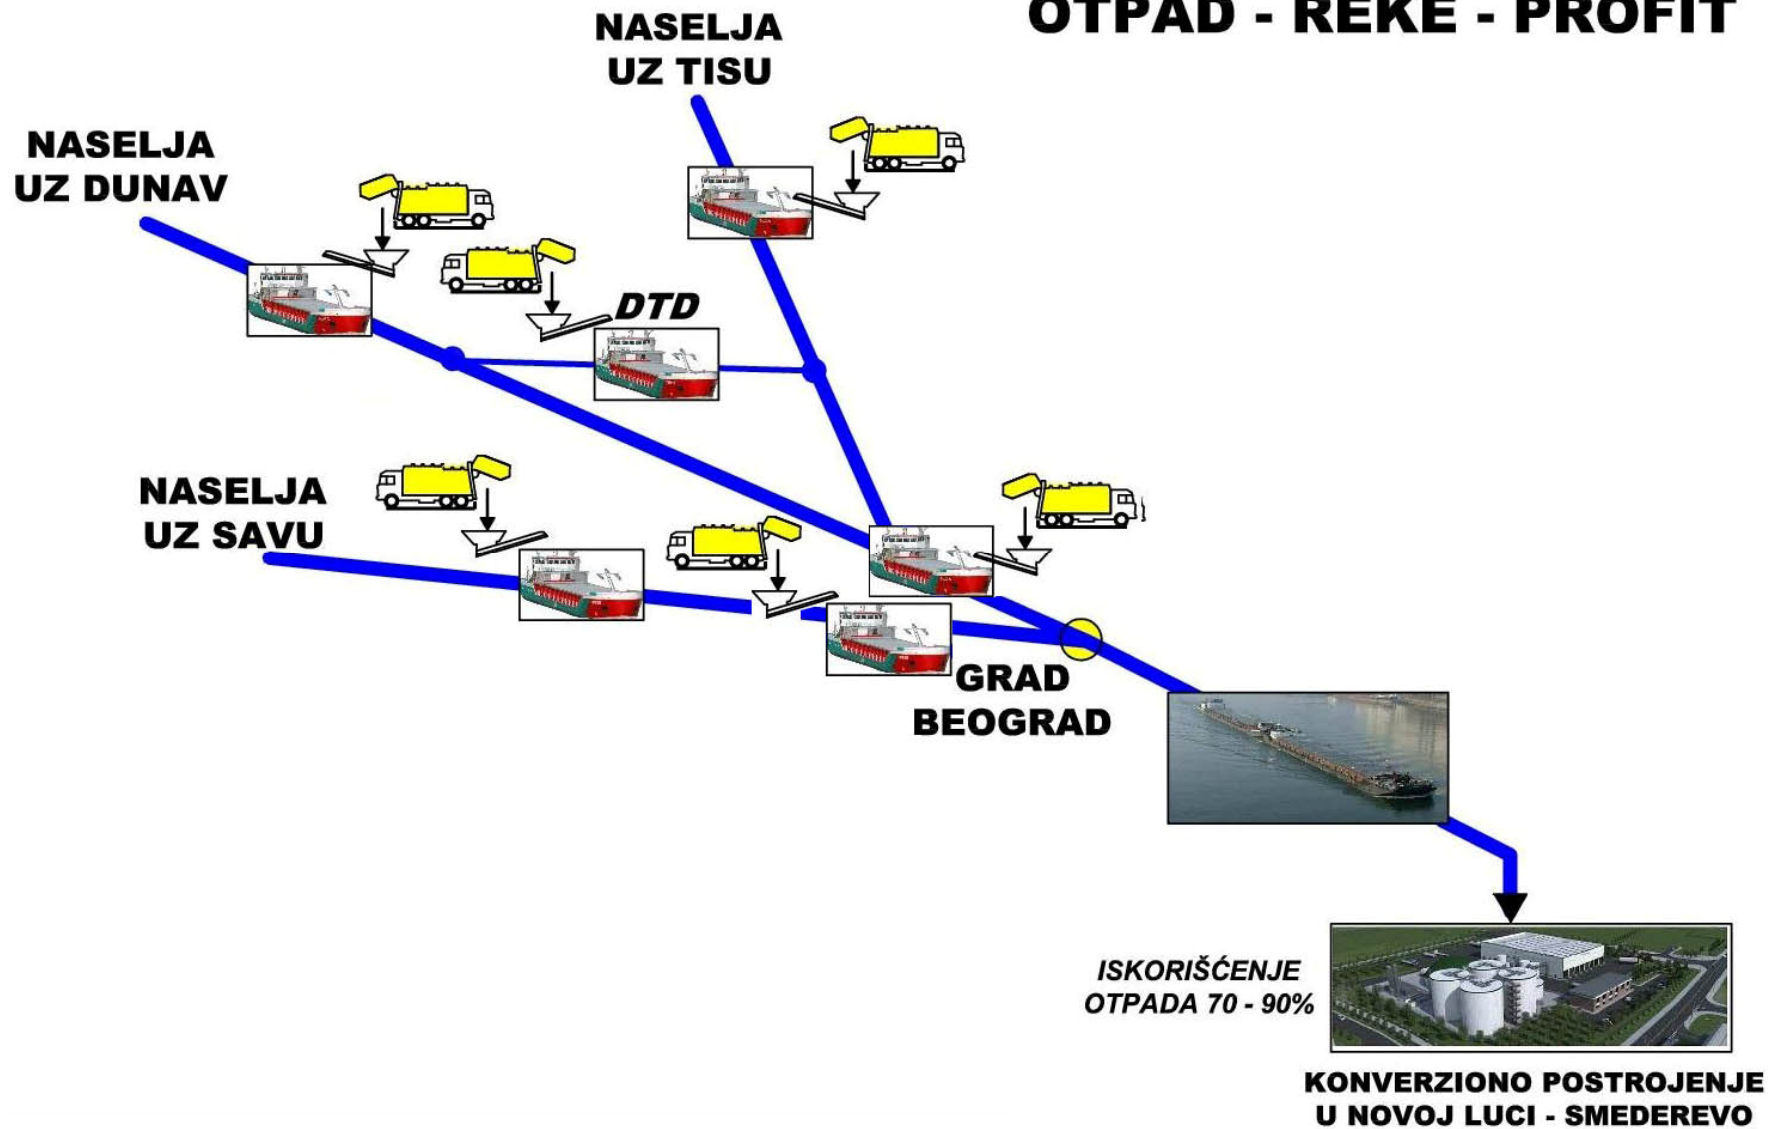 OTPAD - REKE - PROFIT
NASELJA
UZ TISU
NASELJA
UZ DUNAV
DTD
NASELJA
UZ SAVU
GRAD
BEOGRAD
ISKORIŠĆENJE
OTPADA 70 - 90%
KONVERZIONO POSTROJENJE
U NOVOJ LUCI - SMEDEREVO